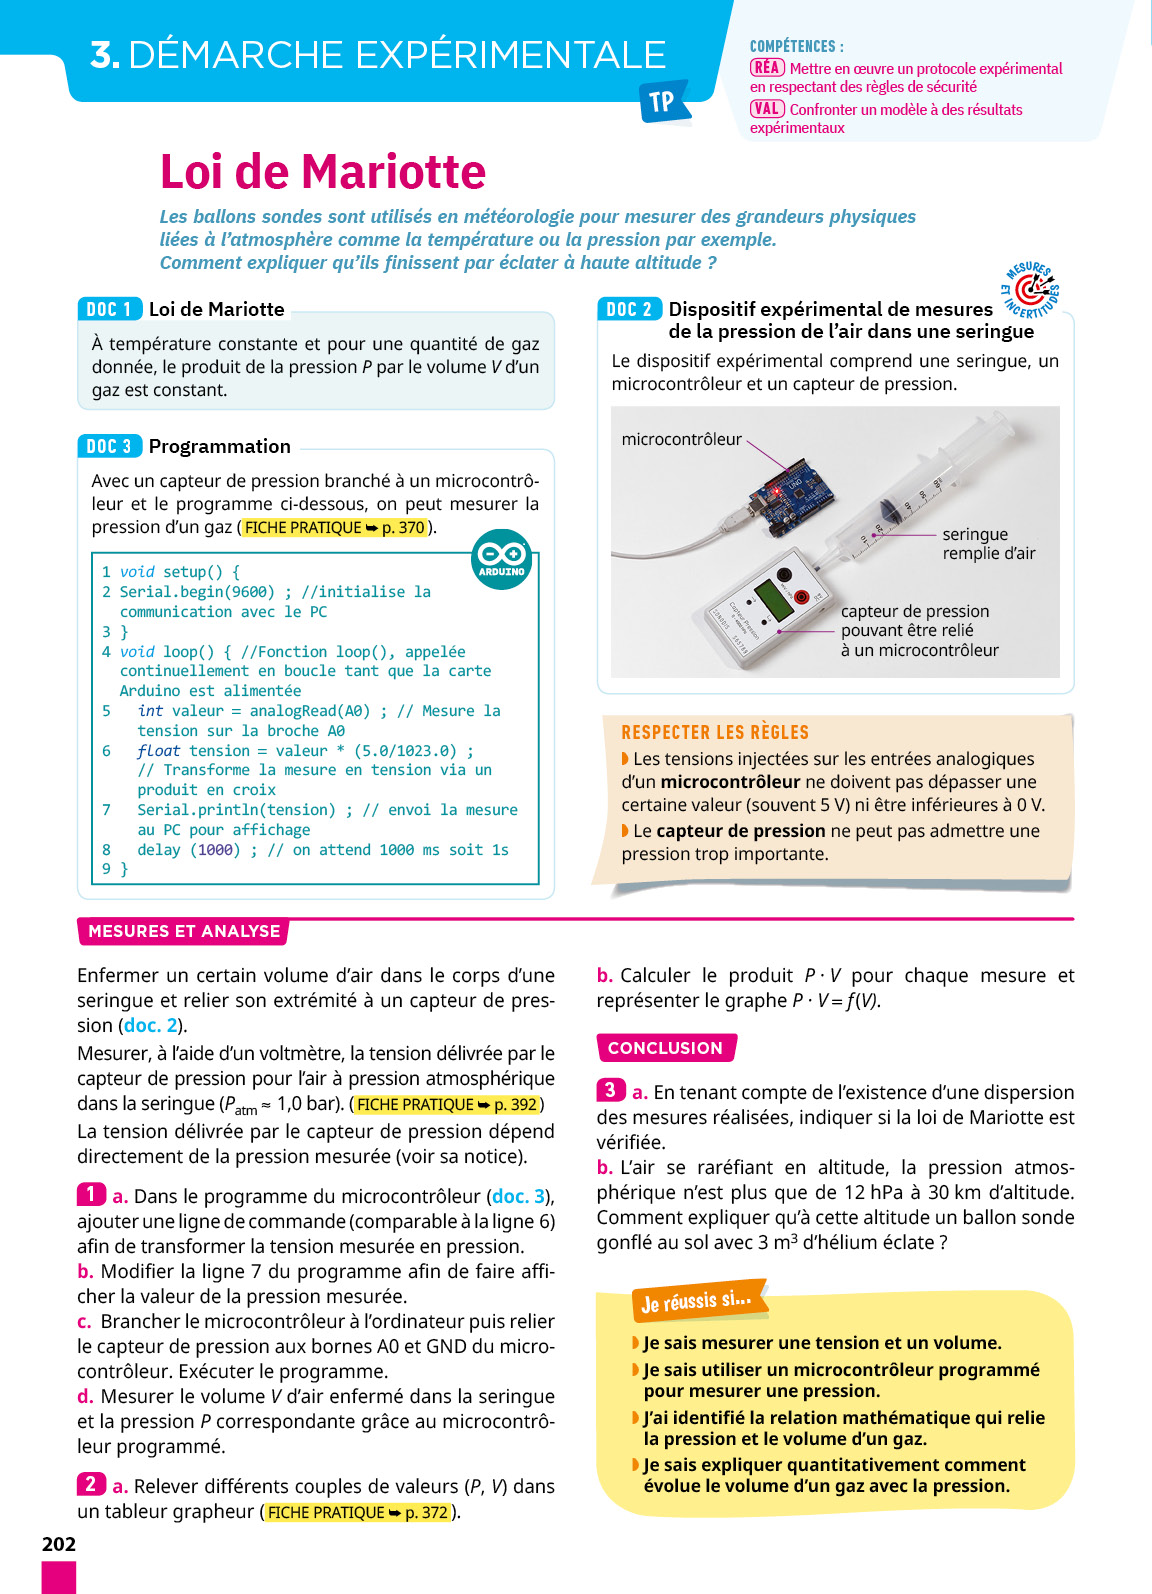 3. DÉMARCHE EXPÉRIMENTALE
TP
COMPÉTENCES :
RÉA Mettre en œuvre un protocole expérimental
en respectant des règles de sécurité
VAL Confronter un modèle à des résultats
expérimentaux
Loi de Mariotte
Les ballons sondes sont utilisés en météorologie pour mesurer des grandeurs physiques
liées à l’atmosphère comme la température ou la pression par exemple.
Comment expliquer qu’ils finissent par éclater à haute altitude ?
DOC 1 Loi de Mariotte
À température constante et pour une quantité de gaz
donnée, le produit de la pression P par le volume V d’un
gaz est constant.
DOC 3 Programmation
Avec un capteur de pression branché à un microcontrô-
leur et le programme ci-dessous, on peut mesurer la
pression d’un gaz (FICHE PRATIQUE ➥ p. 370).
ARDUINO
1 void setup() {
2 Serial.begin(9600) ; //initialise la
communication avec le PC
3 }
4 void loop() { //Fonction loop(), appelée
continuellement en boucle tant que la carte
Arduino est alimentée
5 int valeur = analogRead(A0) ; // Mesure la
tension sur la broche A0
6 float tension = valeur * (5.0/1023.0) ;
// Transforme la mesure en tension via un
produit en croix
7 Serial.println(tension) ; // envoi la mesure
au PC pour affichage
8 delay (1000) ; // on attend 1000 ms soit 1s
9 }
MESURES ET INCERTITUDES
DOC 2 Dispositif expérimental de mesures
de la pression de l’air dans une seringue
Le dispositif expérimental comprend une seringue, un
microcontrôleur et un capteur de pression.
microcontrôleur
UNO
60
50
40
20
10
seringue
remplie d’air
Capteur Pression
capteur de pression
pouvant être relié
à un microcontrôleur
RESPECTER LES RÈGLES
◗ Les tensions injectées sur les entrées analogiques
d’un microcontrôleur ne doivent pas dépasser une
certaine valeur (souvent 5 V) ni être inférieures à 0 V.
◗ Le capteur de pression ne peut pas admettre une
pression trop importante.
MESURES ET ANALYSE
Enfermer un certain volume d’air dans le corps d’une
seringue et relier son extrémité à un capteur de pres-
sion (doc. 2).
Mesurer, à l’aide d’un voltmètre, la tension délivrée par le
capteur de pression pour l’air à pression atmosphérique
dans la seringue (Patm ≈ 1,0 bar). (FICHE PRATIQUE ➥ p. 392)
La tension délivrée par le capteur de pression dépend
directement de la pression mesurée (voir sa notice).
1 a. Dans le programme du microcontrôleur (doc. 3),
ajouter une ligne de commande (comparable à la ligne 6)
afin de transformer la tension mesurée en pression.
b. Modifier la ligne 7 du programme afin de faire affi-
cher la valeur de la pression mesurée.
c. Brancher le microcontrôleur à l’ordinateur puis relier
le capteur de pression aux bornes A0 et GND du micro-
contrôleur. Exécuter le programme.
d. Mesurer le volume V d’air enfermé dans la seringue
et la pression P correspondante grâce au microcontrô-
leur programmé.
2 a. Relever différents couples de valeurs (P, V) dans
un tableur grapheur (FICHE PRATIQUE ➥ p. 372).
b. Calculer le produit P · V pour chaque mesure et
représenter le graphe P · V = f(V).
CONCLUSION
3 a. En tenant compte de l’existence d’une dispersion
des mesures réalisées, indiquer si la loi de Mariotte est
vérifiée.
b. L’air se raréfiant en altitude, la pression atmos-
phérique n’est plus que de 12 hPa à 30 km d’altitude.
Comment expliquer qu’à cette altitude un ballon sonde
gonflé au sol avec 3 m³ d’hélium éclate ?
Je réussis si...
◗ Je sais mesurer une tension et un volume.
◗ Je sais utiliser un microcontrôleur programmé
pour mesurer une pression.
◗ J’ai identifié la relation mathématique qui relie
la pression et le volume d’un gaz.
◗ Je sais expliquer quantitativement comment
évolue le volume d’un gaz avec la pression.
202